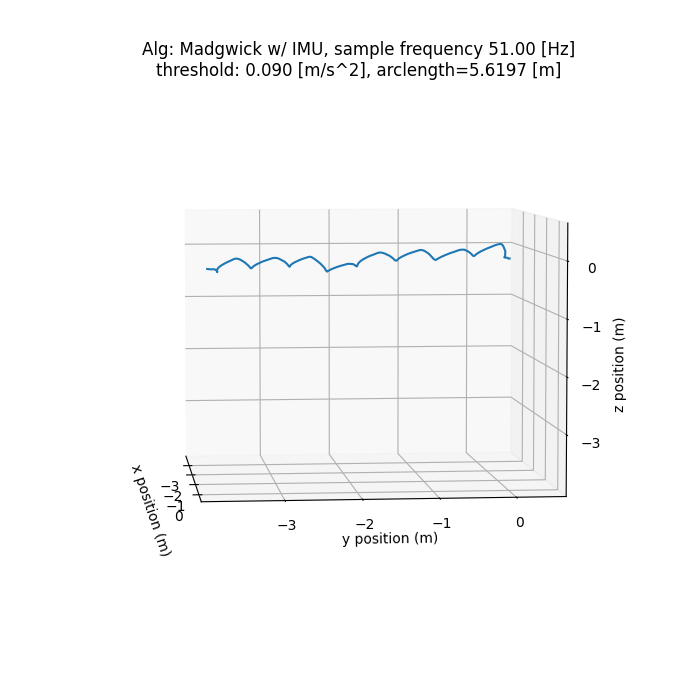 Alg: Madgwick w/ IMU, sample frequency 51.00 [Hz]
threshold: 0.090 [m/s^2], arclength=5.6197 [m]
0
−1
−2
−3
z position (m)
x position (m)
−3
−2
−1
0
−3
−2
−1
0
y position (m)